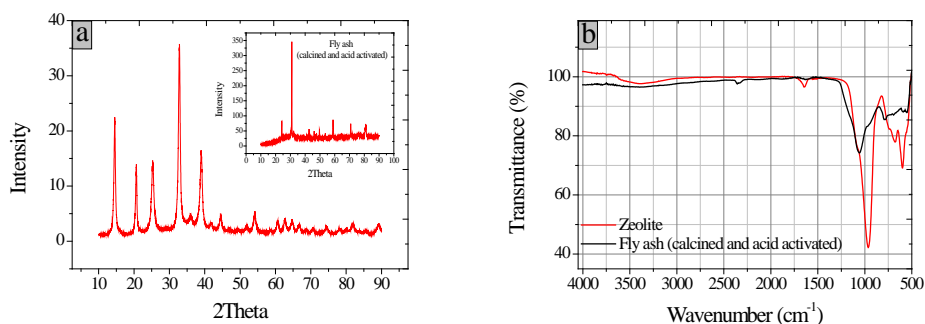 a
Intensity
40
30
20
10
0
10 20 30 40 50 60 70 80 90
2Theta
Fly ash
(calcined and acid activated)
Intensity
350
300
250
200
150
100
50
0
0 10 20 30 40 50 60 70 80 90 100
2Theta
b
Transmittance (%)
100
80
60
40
Zeolite
Fly ash (calcined and acid activated)
4000 3500 3000 2500 2000 1500 1000 500
Wavenumber (cm⁻¹)